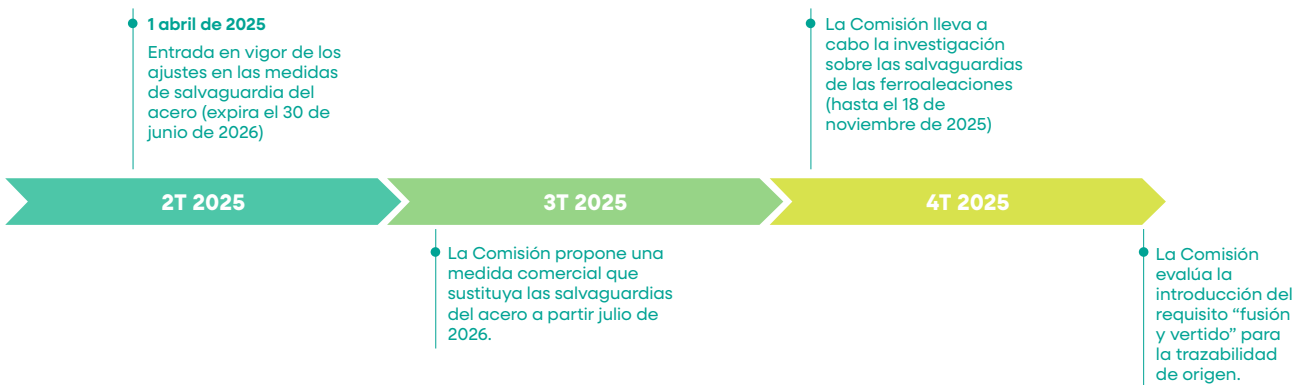 1 abril de 2025
Entrada en vigor de los
ajustes en las medidas
de salvaguardia del
acero (expira el 30 de
junio de 2026)
La Comisión lleva a
cabo la investigación
sobre las salvaguardias
de las ferroaleaciones
(hasta el 18 de
noviembre de 2025)
2T 2025
3T 2025
4T 2025
La Comisión propone una
medida comercial que
sustituya las salvaguardias
del acero a partir julio de
2026.
La Comisión
evalúa la
introducción del
requisito “fusión
y vertido” para
la trazabilidad
de origen.